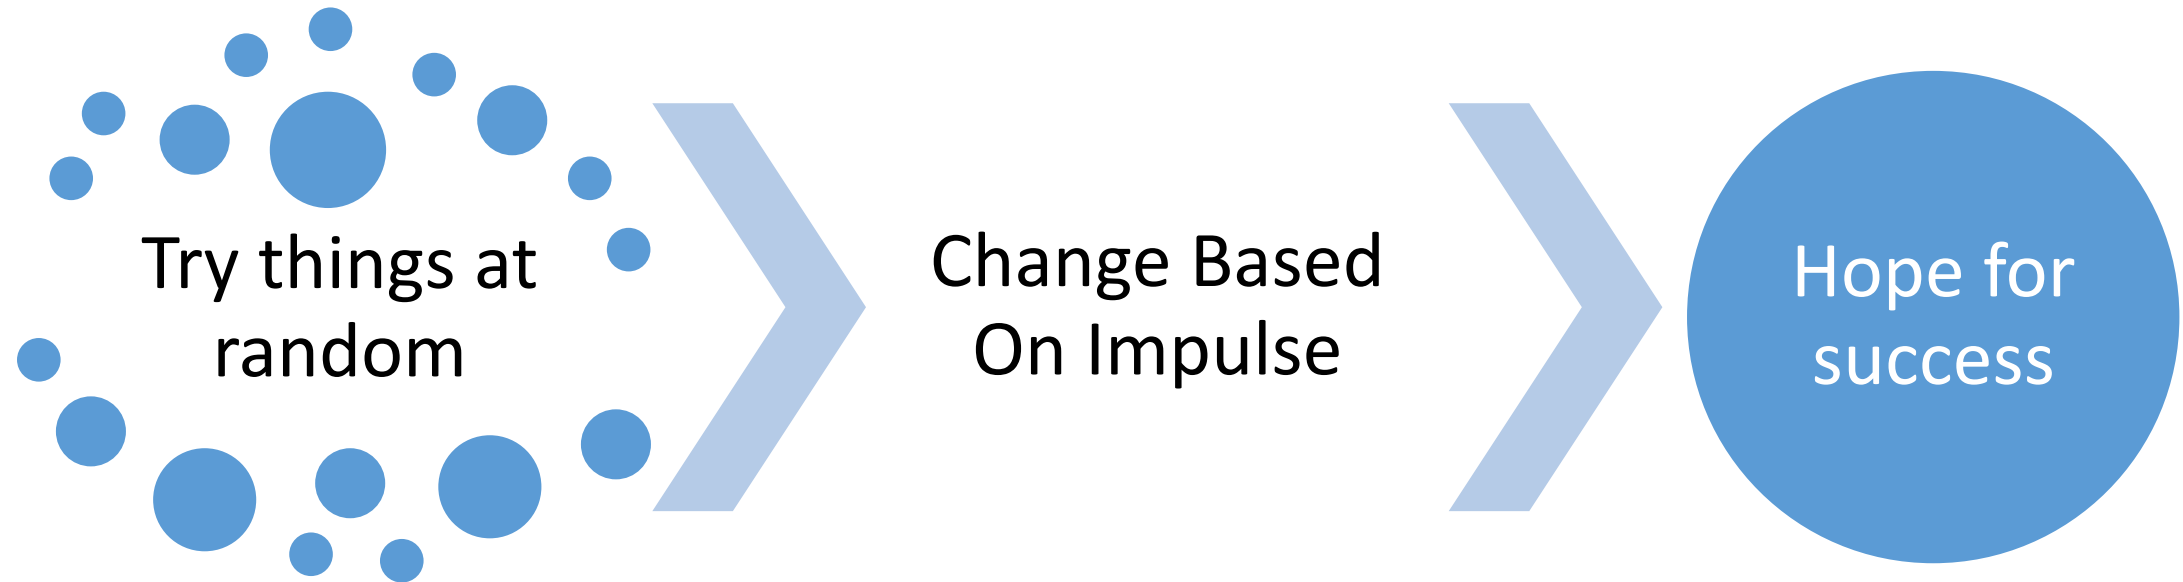 Try things at
random
Change Based
On Impulse
Hope for
success